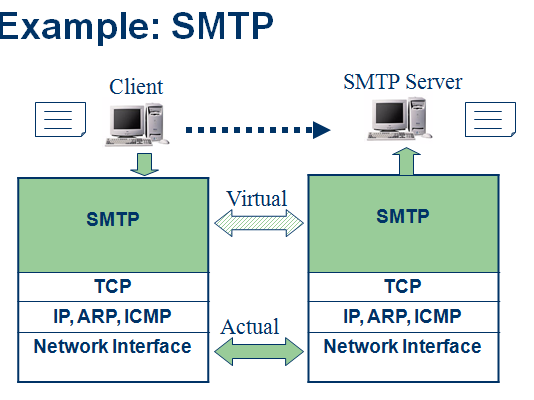 Example: SMTP
Client
SMTP Server
SMTP
Virtual
SMTP
TCP
TCP
IP, ARP, ICMP
IP, ARP, ICMP
Actual
Network Interface
Network Interface